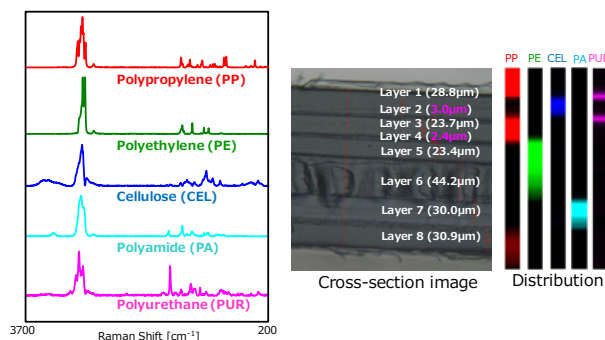 Polypropylene (PP)
Polyethylene (PE)
Cellulose (CEL)
Polyamide (PA)
Polyurethane (PUR)
3700
200
Raman Shift [cm⁻¹]
Layer 1 (28.8μm)
Layer 2 (3.0μm)
Layer 3 (23.7μm)
Layer 4 (2.4μm)
Layer 5 (23.4μm)
Layer 6 (44.2μm)
Layer 7 (30.0μm)
Layer 8 (30.9μm)
Cross-section image
PP PE CEL PA PUR
Distribution